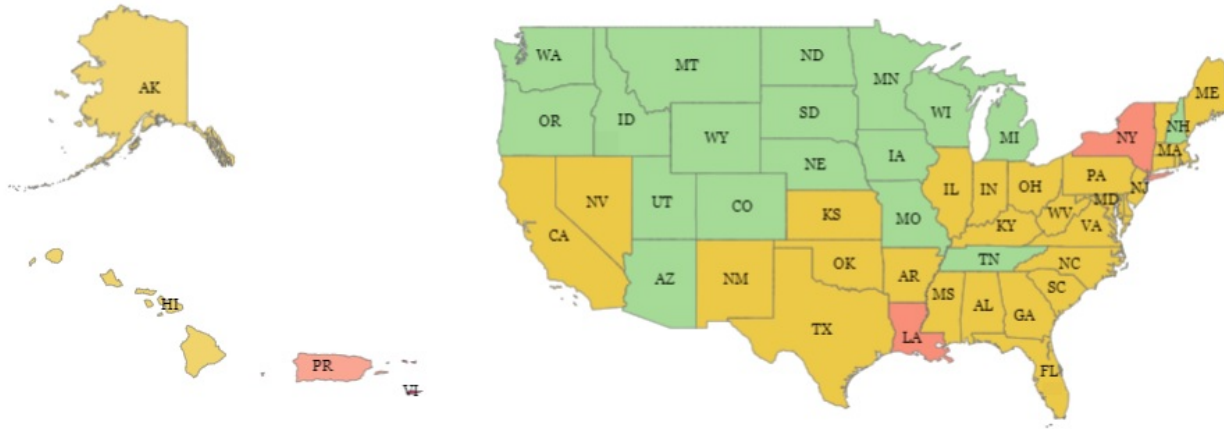 AK
HI
PR
VI
WA
MT
ND
MN
OR
ID
SD
WI
MI
WY
NE
IA
NY
NH
ME
MA
NV
UT
CO
KS
MO
IL
IN
OH
PA
NJ
CA
KY
WV
MD
VA
AZ
NM
OK
AR
TN
NC
SC
TX
LA
MS
AL
GA
FL